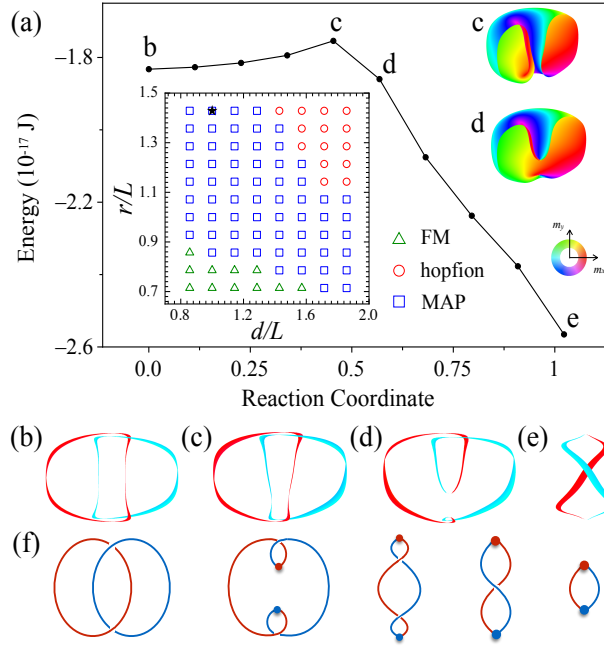 (a)
b
c
d
e
c
d
−1.8
−2.2
−2.6
Energy (10⁻¹⁷ J)
0.0
0.25
0.5
0.75
1
Reaction Coordinate
1.5
1.3
1.1
0.9
0.7
r/L
0.8
1.2
1.6
2.0
d/L
FM
hopfion
MAP
m_y
(b)
(c)
(d)
(e)
(f)